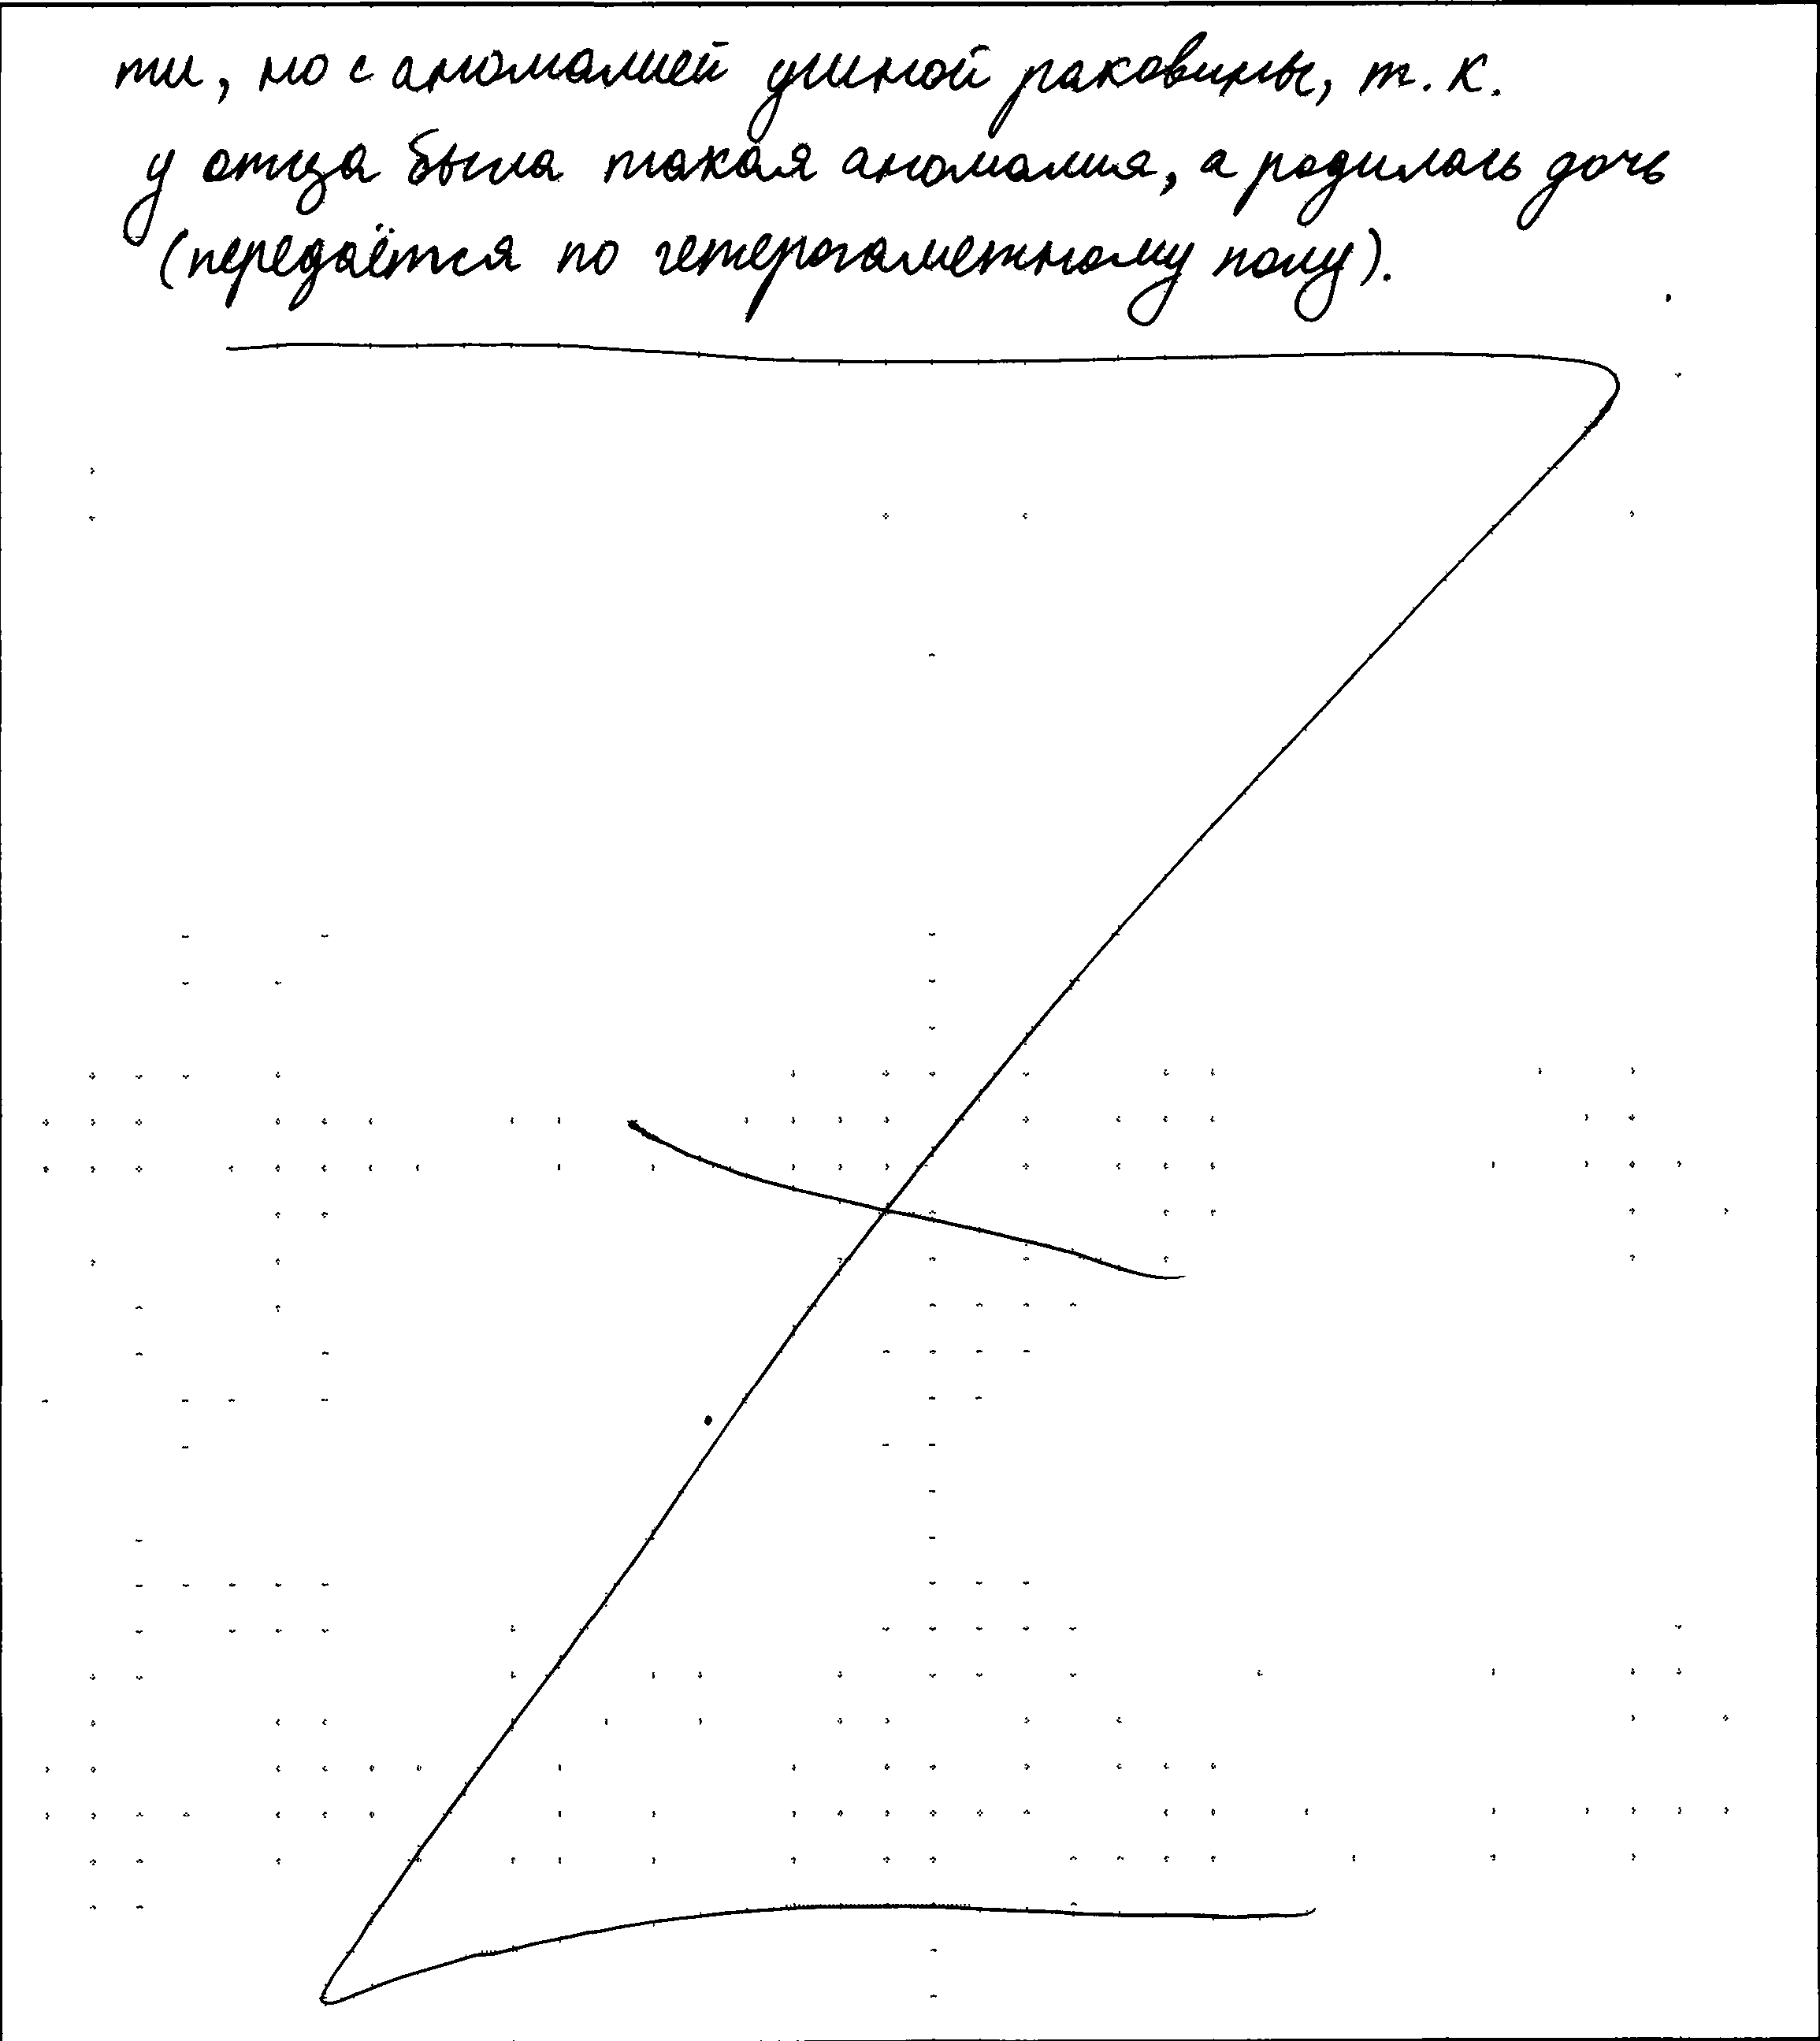 ти, но с аномалией ушной раковины, т. к.
у отца была такая аномалия, а родилась дочь
(передаётся по гетерогаметному полу).